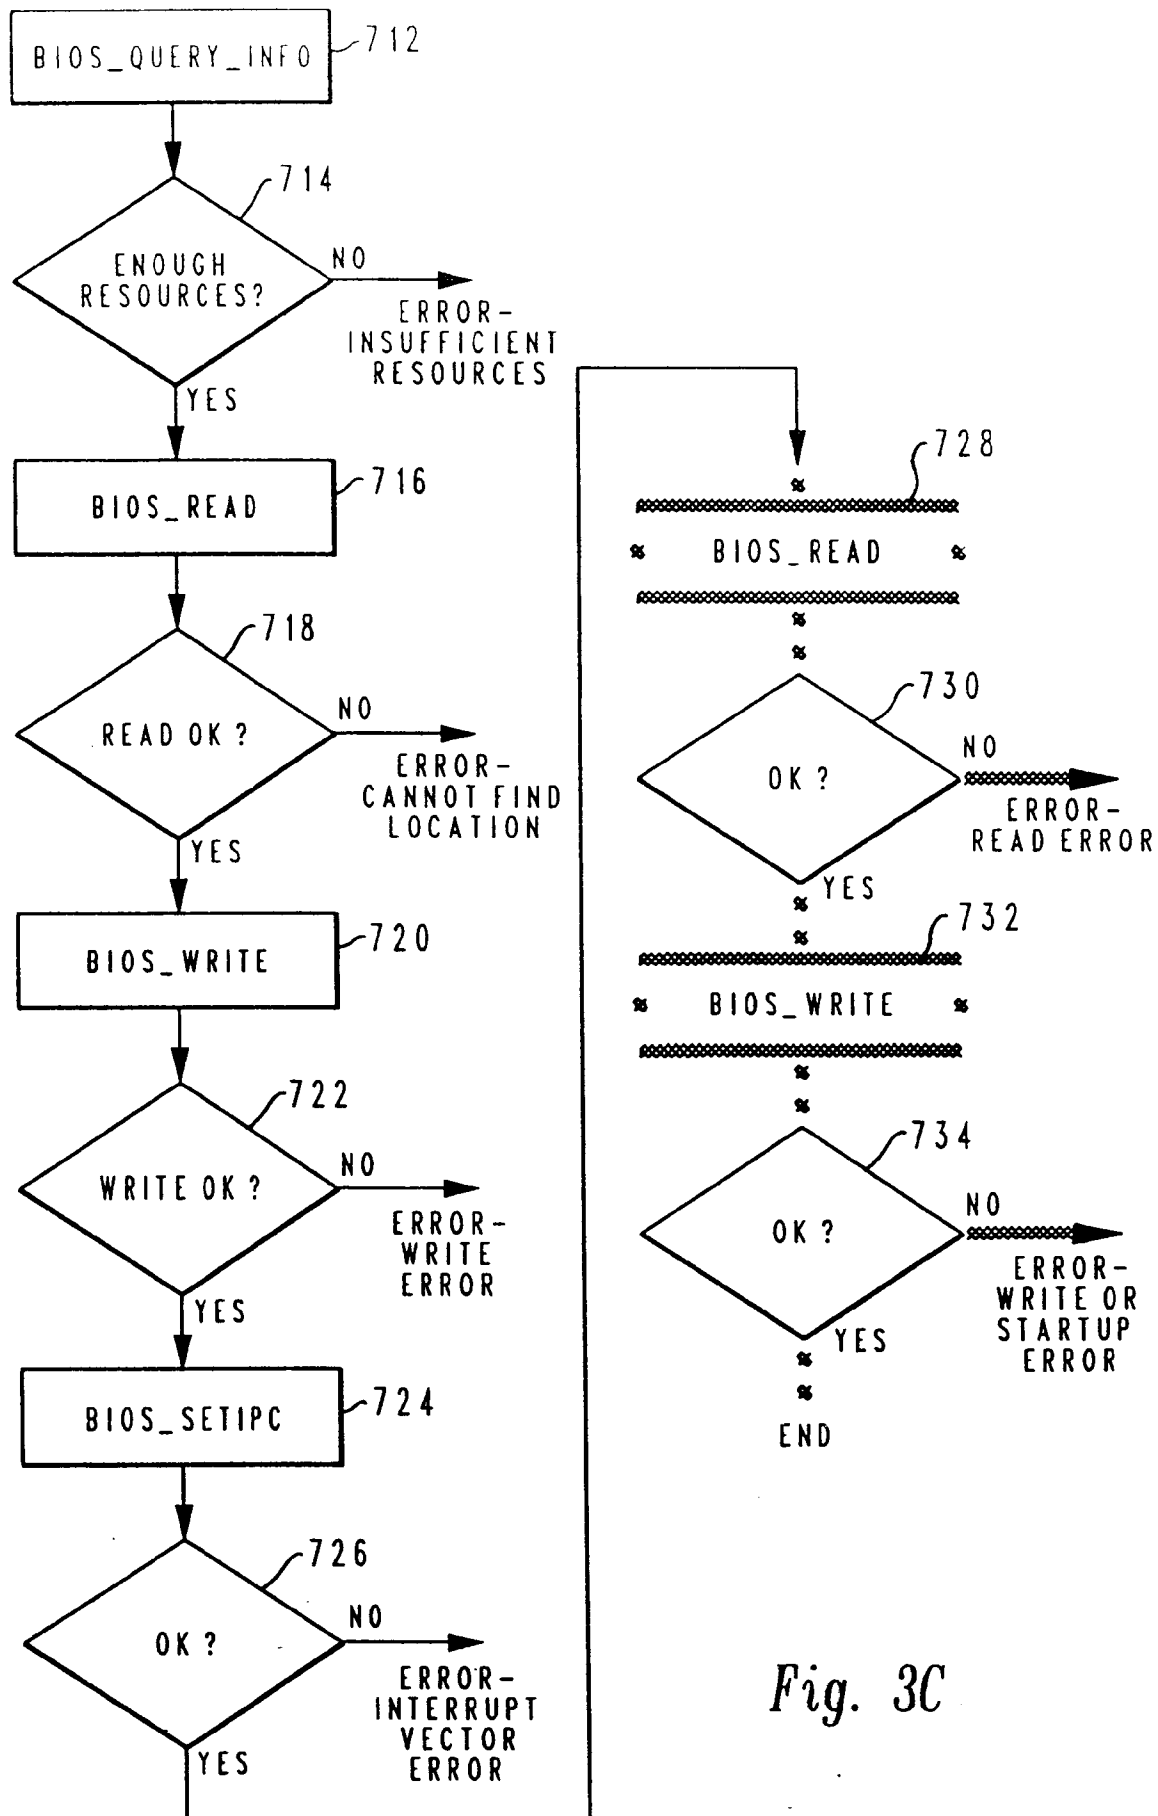 BIOS_QUERY_INFO
712
714
ENOUGH
RESOURCES?
NO
ERROR-
INSUFFICIENT
RESOURCES
YES
BIOS_READ
716
718
READ OK ?
NO
ERROR-
CANNOT FIND
LOCATION
YES
BIOS_WRITE
720
722
WRITE OK ?
NO
ERROR-
WRITE
ERROR
YES
BIOS_SETIPC
724
726
OK ?
NO
ERROR-
INTERRUPT
VECTOR
ERROR
YES
728
BIOS_READ
730
OK ?
NO
ERROR-
READ ERROR
YES
732
BIOS_WRITE
734
OK ?
NO
ERROR-
WRITE OR
STARTUP
ERROR
YES
END
Fig. 3C